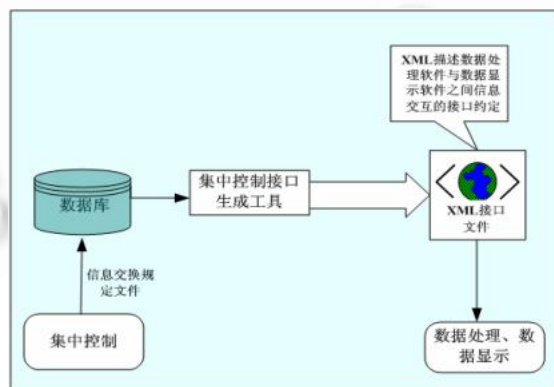 XML描述数据处
理软件与数据显
示软件之间信息
交互的接口约定
数据库
集中控制接口
生成工具
XML接口
文件
信息交换规
定文件
集中控制
数据处理、数
据显示